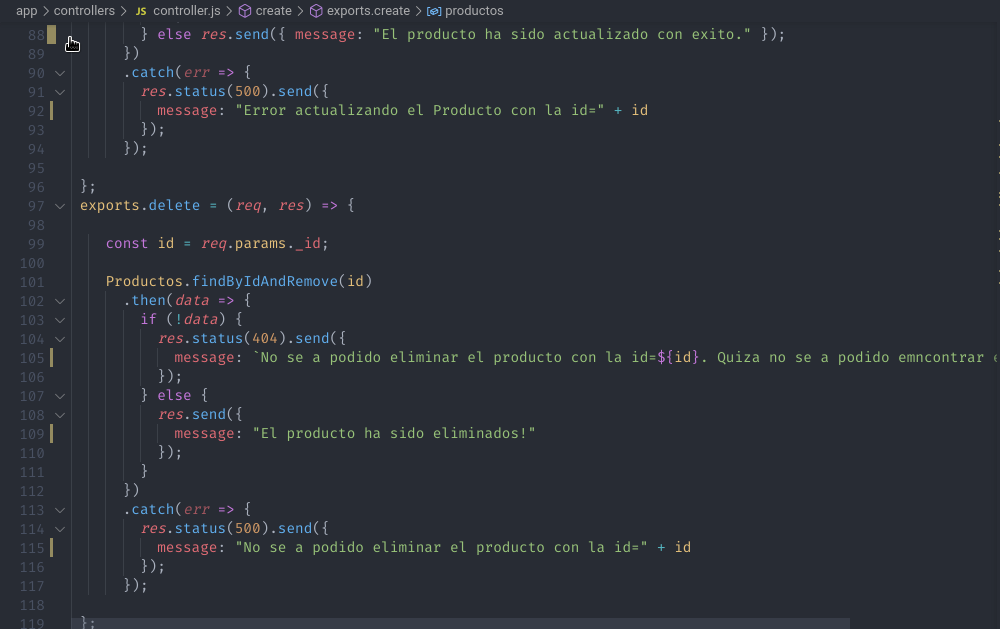 app > controllers > JS controller.js > create > exports.create > productos
88 } else res.send({ message: "El producto ha sido actualizado con exito." });
89 })
90 .catch(err => {
91 res.status(500).send({
92 message: "Error actualizando el Producto con la id=" + id
93 });
94 });
95
96 };
97 exports.delete = (req, res) => {
98
99 const id = req.params._id;
100
101 Productos.findByIdAndRemove(id)
102 .then(data => {
103 if (!data) {
104 res.status(404).send({
105 message: `No se a podido eliminar el producto con la id=${id}. Quiza no se a podido emncontrar
106 });
107 } else {
108 res.send({
109 message: "El producto ha sido eliminados!"
110 });
111 }
112 })
113 .catch(err => {
114 res.status(500).send({
115 message: "No se a podido eliminar el producto con la id=" + id
116 });
117 });
118
119 };